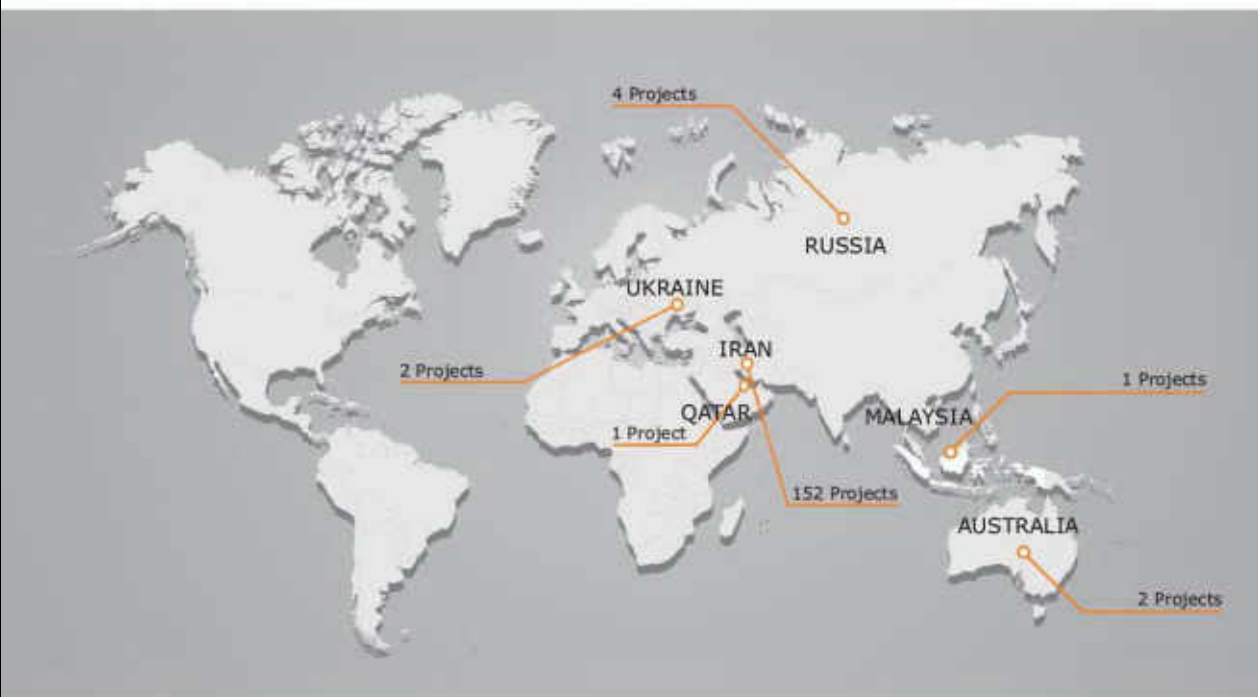 4 Projects
RUSSIA
UKRAINE
IRAN
2 Projects
1 Projects
QATAR
MALAYSIA
1 Project
152 Projects
AUSTRALIA
2 Projects